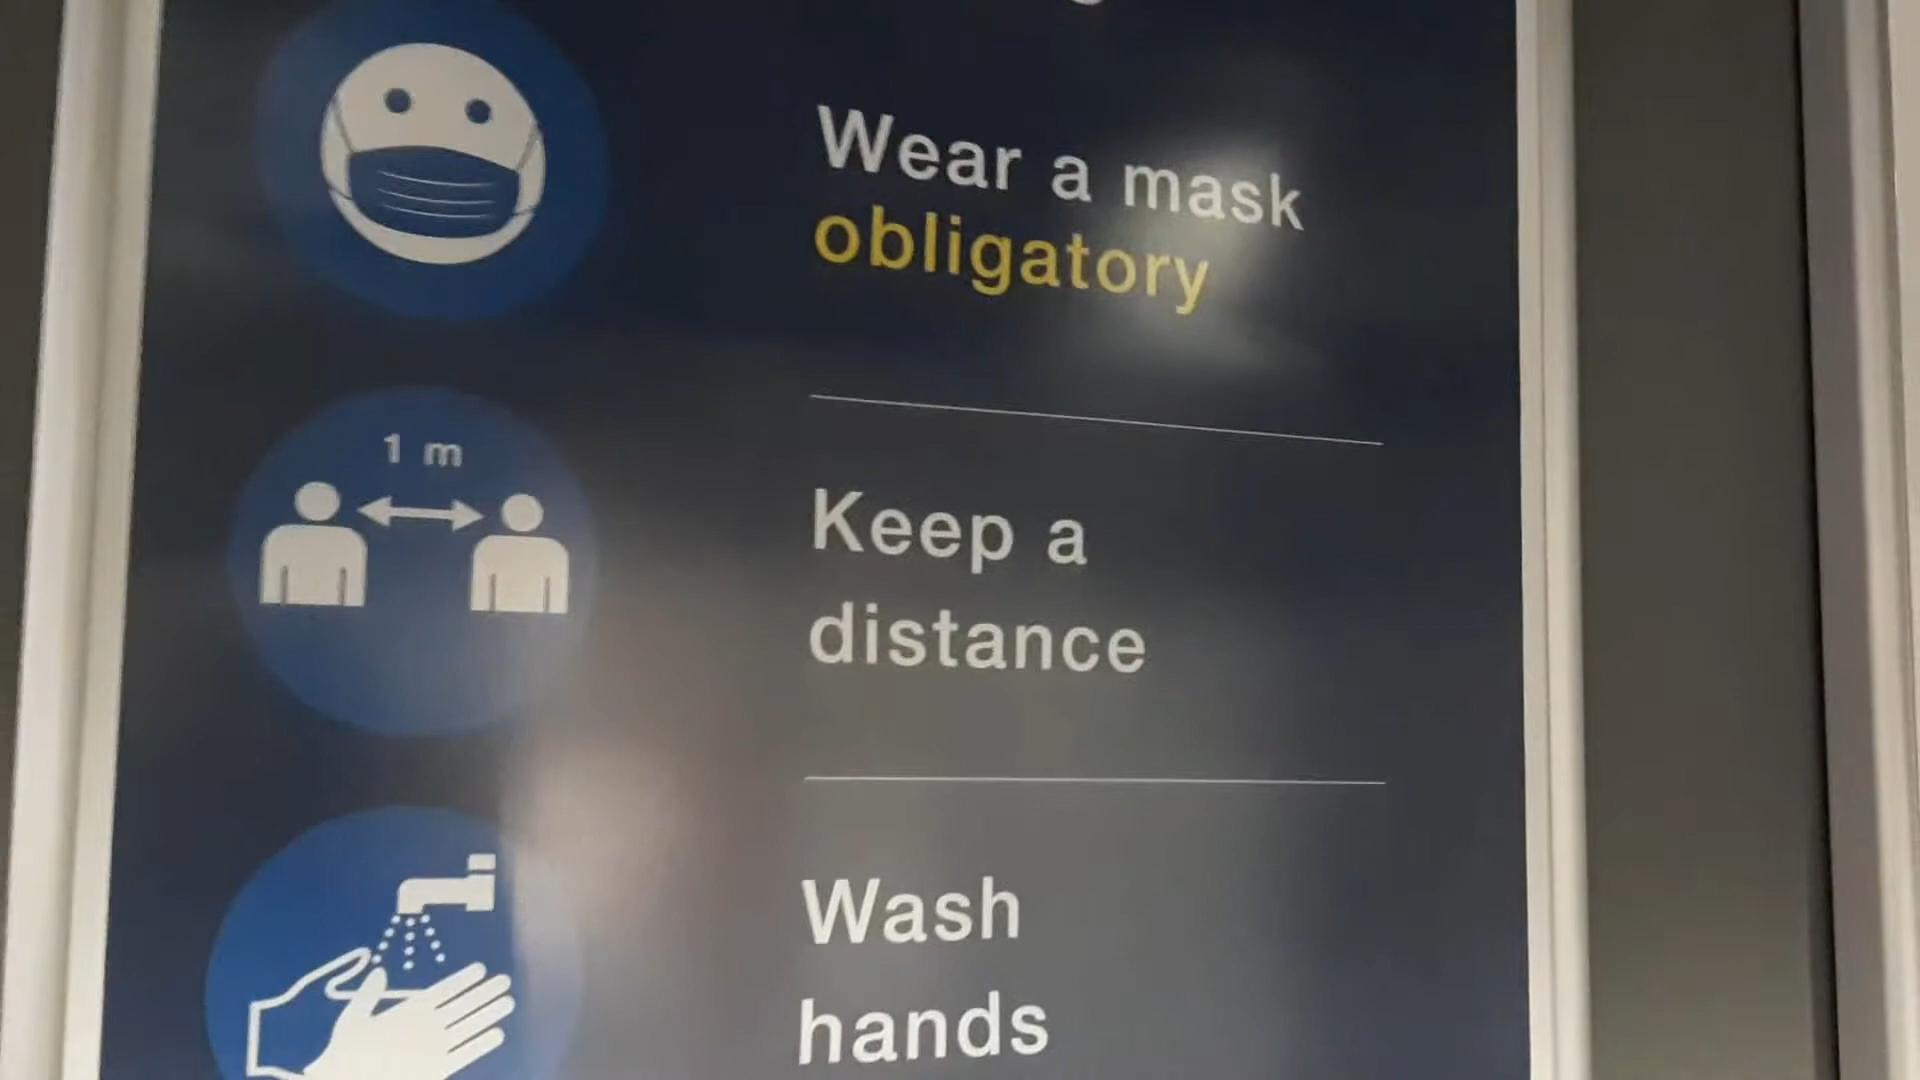 Wear a mask
obligatory
1 m
Keep a
distance
Wash
hands